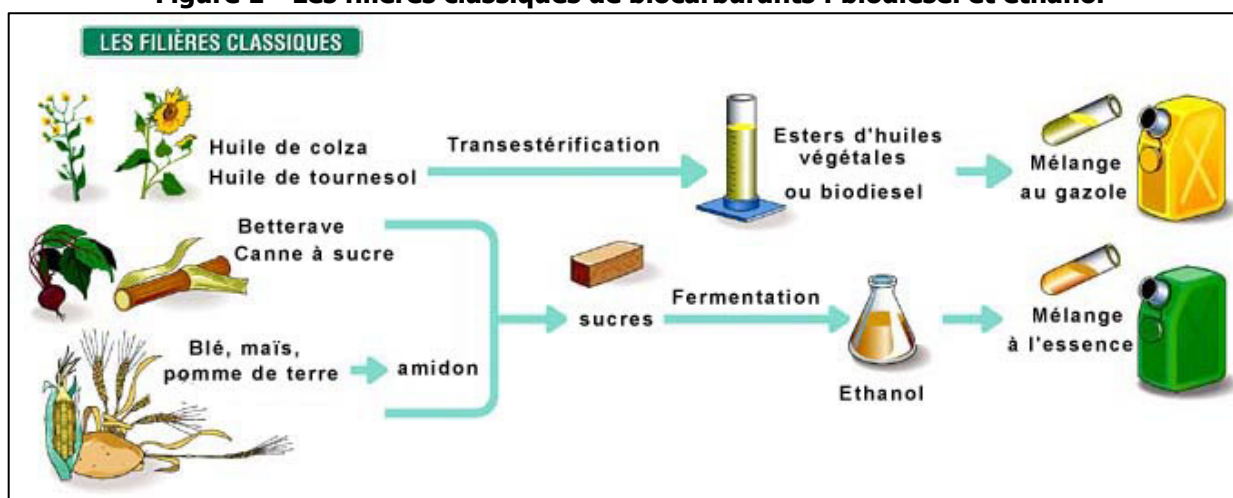 Figure – Les filières classiques de biocarburants : biodiesel et éthanol
LES FILIÈRES CLASSIQUES
Huile de colza
Huile de tournesol
Transestérification
Esters d'huiles
végétales
ou biodiesel
Mélange
au gazole
Betterave
Canne à sucre
Blé, maïs,
pomme de terre
amidon
sucres
Fermentation
Ethanol
Mélange
à l'essence